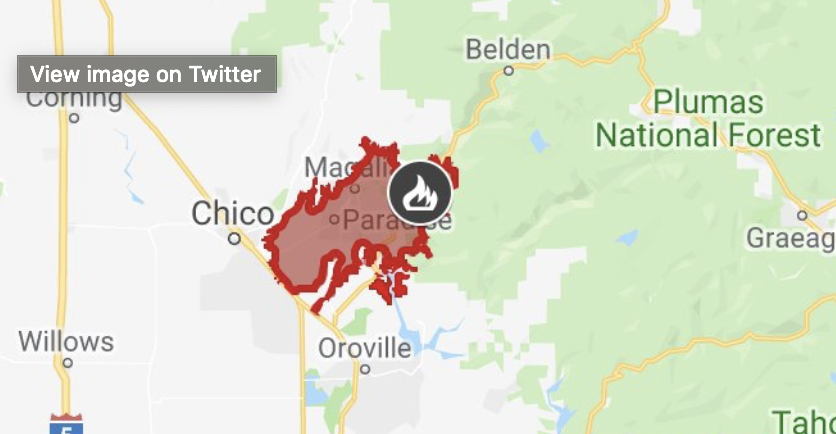 Belden
View image on Twitter
Corning
Plumas
National Forest
Magalia
Chico
Paradise
Graeag
Willows
Oroville
5
Taho